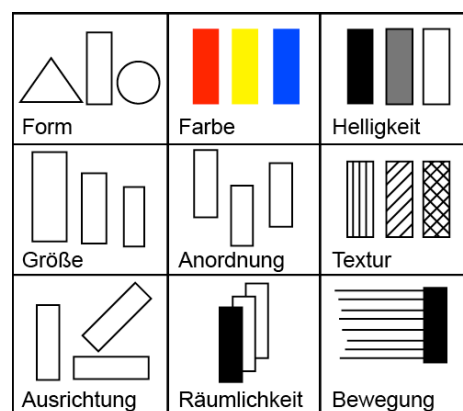 Form
Farbe
Helligkeit
Größe
Anordnung
Textur
Ausrichtung
Räumlichkeit
Bewegung